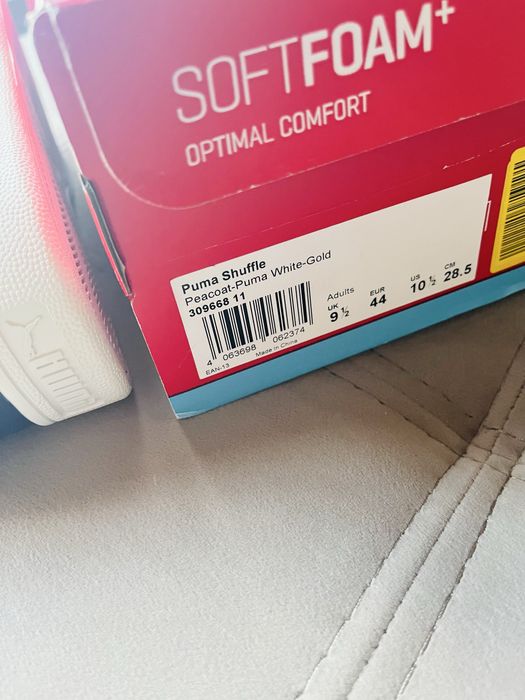 SOFTFOAM+
OPTIMAL COMFORT
Puma Shuffle
Peacoat-Puma White-Gold
309668 11
Adults
UK EUR US CM
9 ½ 44 10 ½ 28.5
4 063698 062374
EAN-13 Made in China